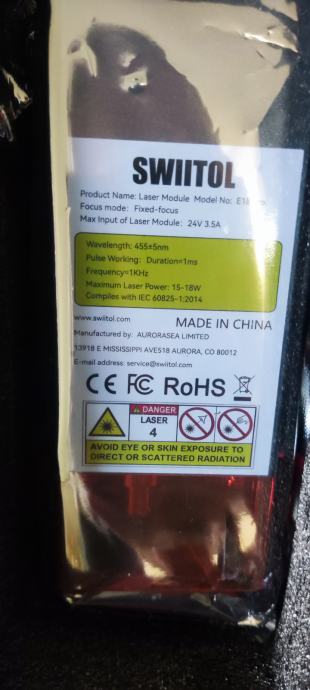 SWIITOL
Product Name: Laser Module Model No: E18
Focus mode: Fixed-focus
Max Input of Laser Module: 24V 3.5A
Wavelength: 455±5nm
Pulse Working: Duration=1ms
Frequency=1KHz
Maximum Laser Power: 15-18W
Complies with IEC 60825-1:2014
www.swiitol.com MADE IN CHINA
Manufactured by: AURORASEA LIMITED
13918 E MISSISSIPPI AVE518 AURORA, CO 80012
E-mail address: service@swiitol.com
CE FC RoHS
DANGER
LASER
4
AVOID EYE OR SKIN EXPOSURE TO
DIRECT OR SCATTERED RADIATION